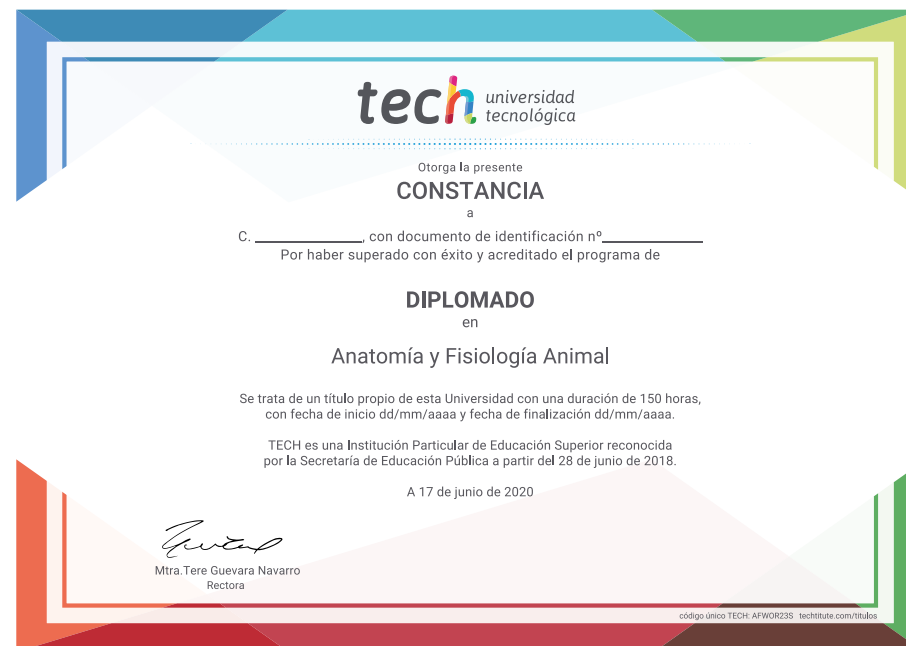 tech universidad
tecnológica
Otorga la presente
CONSTANCIA
a
C. ______________, con documento de identificación nº_____________
Por haber superado con éxito y acreditado el programa de
DIPLOMADO
en
Anatomía y Fisiología Animal
Se trata de un título propio de esta Universidad con una duración de 150 horas,
con fecha de inicio dd/mm/aaaa y fecha de finalización dd/mm/aaaa.
TECH es una Institución Particular de Educación Superior reconocida
por la Secretaría de Educación Pública a partir del 28 de junio de 2018.
A 17 de junio de 2020
Mtra.Tere Guevara Navarro
Rectora
código único TECH: AFWOR23S techtitute.com/titulos